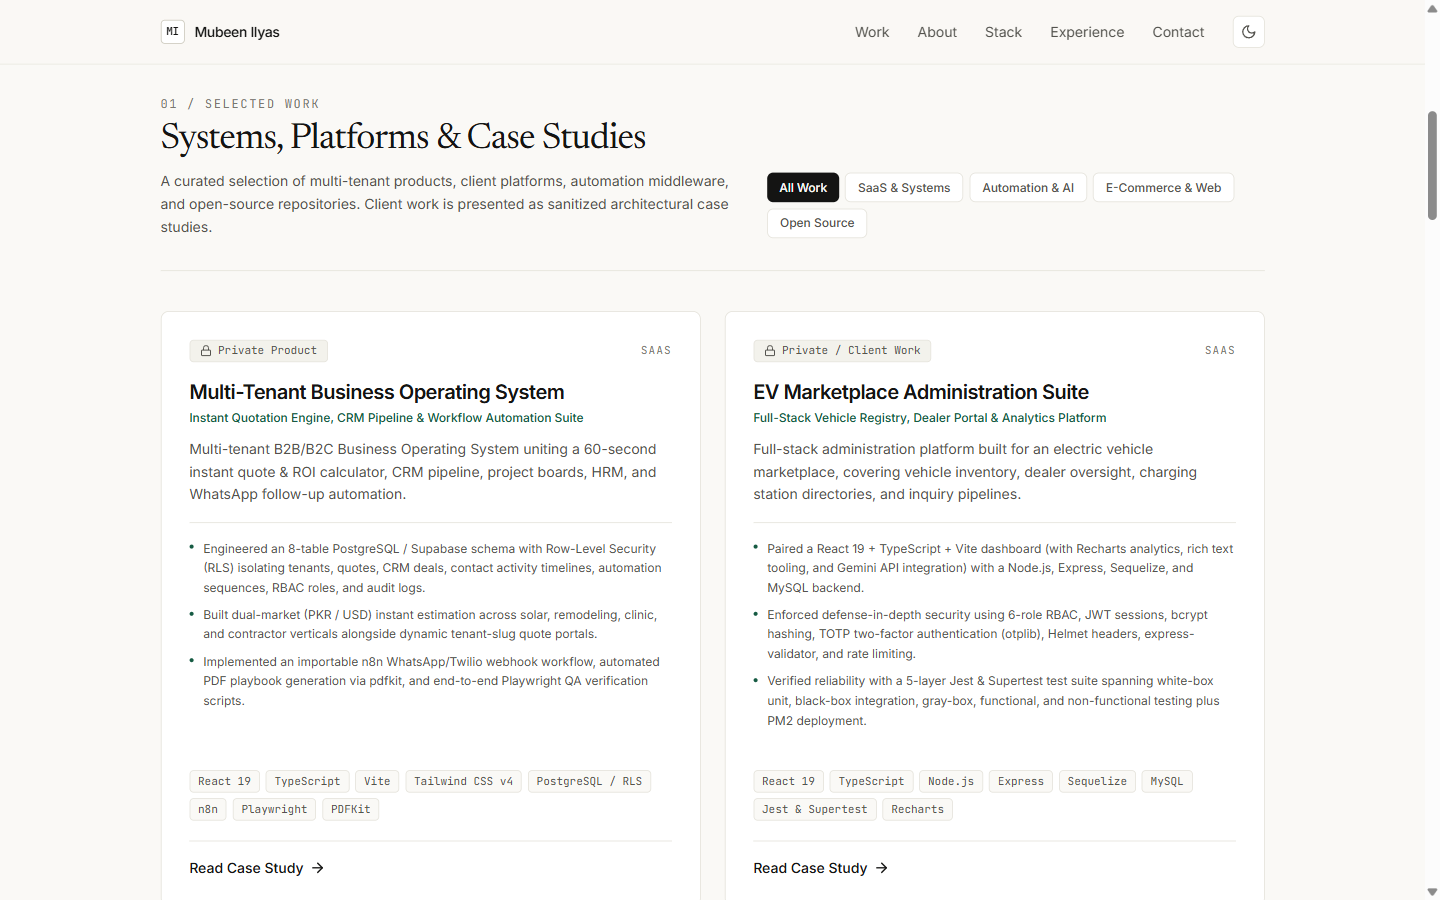 MI Mubeen Ilyas
Work About Stack Experience Contact
01 / SELECTED WORK
Systems, Platforms & Case Studies
A curated selection of multi-tenant products, client platforms, automation middleware,
and open-source repositories. Client work is presented as sanitized architectural case
studies.
All Work SaaS & Systems Automation & AI E-Commerce & Web
Open Source
Private Product SAAS
Multi-Tenant Business Operating System
Instant Quotation Engine, CRM Pipeline & Workflow Automation Suite
Multi-tenant B2B/B2C Business Operating System uniting a 60-second
instant quote & ROI calculator, CRM pipeline, project boards, HRM, and
WhatsApp follow-up automation.
• Engineered an 8-table PostgreSQL / Supabase schema with Row-Level Security
(RLS) isolating tenants, quotes, CRM deals, contact activity timelines, automation
sequences, RBAC roles, and audit logs.
• Built dual-market (PKR / USD) instant estimation across solar, remodeling, clinic,
and contractor verticals alongside dynamic tenant-slug quote portals.
• Implemented an importable n8n WhatsApp/Twilio webhook workflow, automated
PDF playbook generation via pdfkit, and end-to-end Playwright QA verification
scripts.
React 19 TypeScript Vite Tailwind CSS v4 PostgreSQL / RLS
n8n Playwright PDFKit
Read Case Study →
Private / Client Work SAAS
EV Marketplace Administration Suite
Full-Stack Vehicle Registry, Dealer Portal & Analytics Platform
Full-stack administration platform built for an electric vehicle
marketplace, covering vehicle inventory, dealer oversight, charging
station directories, and inquiry pipelines.
• Paired a React 19 + TypeScript + Vite dashboard (with Recharts analytics, rich text
tooling, and Gemini API integration) with a Node.js, Express, Sequelize, and
MySQL backend.
• Enforced defense-in-depth security using 6-role RBAC, JWT sessions, bcrypt
hashing, TOTP two-factor authentication (otplib), Helmet headers, express-
validator, and rate limiting.
• Verified reliability with a 5-layer Jest & Supertest test suite spanning white-box
unit, black-box integration, gray-box, functional, and non-functional testing plus
PM2 deployment.
React 19 TypeScript Node.js Express Sequelize MySQL
Jest & Supertest Recharts
Read Case Study →